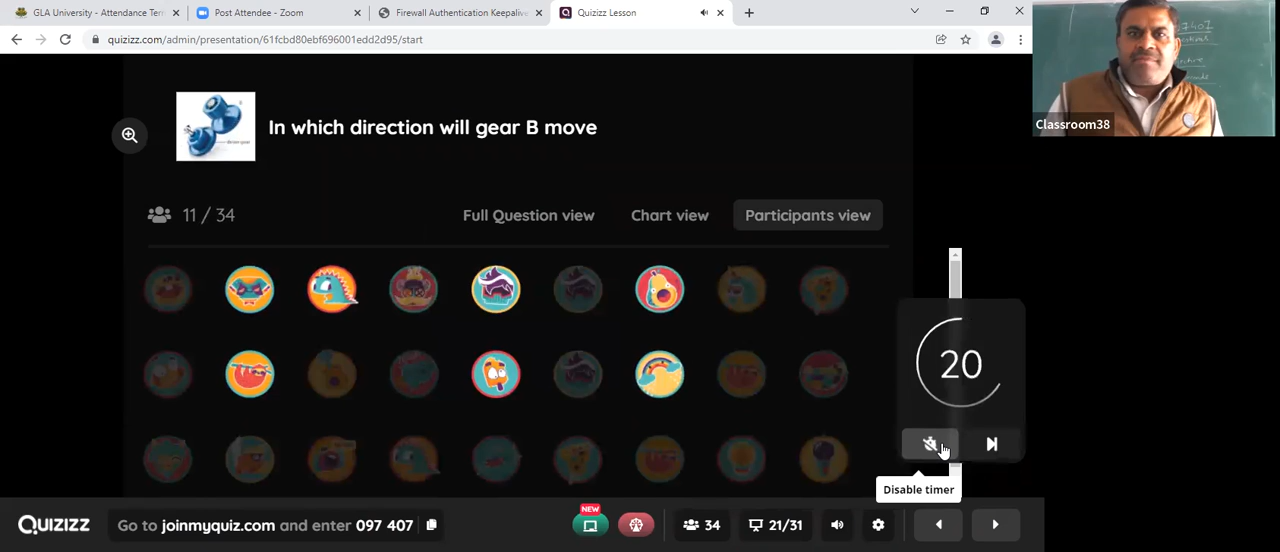 GLA University - Attendance Ter
Post Attendee - Zoom
Firewall Authentication Keepaliv
Quizizz Lesson
quizizz.com/admin/presentation/61fcbd80ebf696001edd2d95/start
Classroom38
In which direction will gear B move
11 / 34
Full Question view
Chart view
Participants view
20
Disable timer
QUIZIZZ
Go to joinmyquiz.com and enter 097 407
NEW
34
21/31